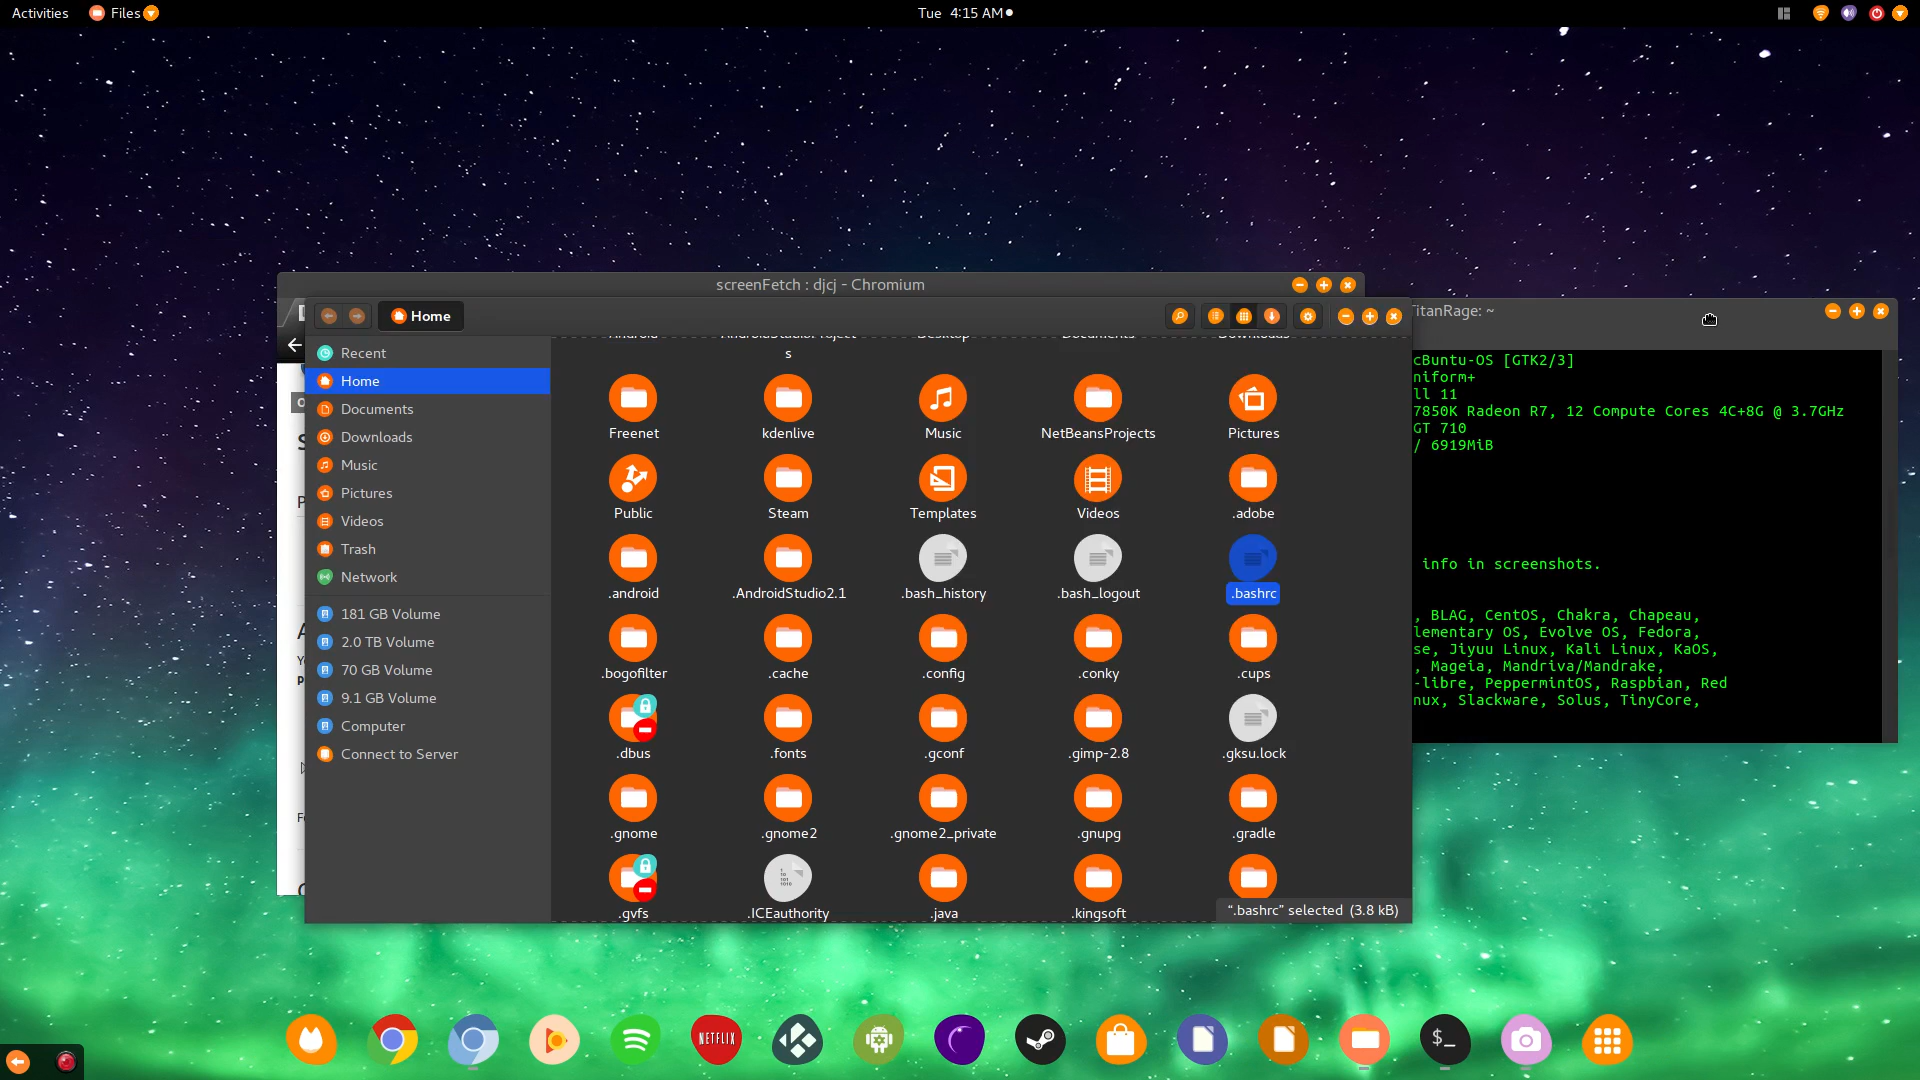 Activities
Files
Tue 4:15 AM
screenFetch : djcj - Chromium
Home
TitanRage: ~
Recent
Home
Documents
Downloads
Music
Pictures
Videos
Trash
Network
181 GB Volume
2.0 TB Volume
70 GB Volume
9.1 GB Volume
Computer
Connect to Server
s
Freenet
kdenlive
Music
NetBeansProjects
Pictures
Public
Steam
Templates
Videos
.adobe
.android
.AndroidStudio2.1
.bash_history
.bash_logout
.bashrc
.bogofilter
.cache
.config
.conky
.cups
.dbus
.fonts
.gconf
.gimp-2.8
.gksu.lock
.gnome
.gnome2
.gnome2_private
.gnupg
.gradle
.gvfs
.ICEauthority
.java
.kingsoft
“.bashrc” selected (3.8 kB)
cBuntu-OS [GTK2/3]
niform+
ll 11
7850K Radeon R7, 12 Compute Cores 4C+8G @ 3.7GHz
GT 710
/ 6919MiB
info in screenshots.
, BLAG, CentOS, Chakra, Chapeau,
lementary OS, Evolve OS, Fedora,
se, Jiyuu Linux, Kali Linux, KaOS,
, Mageia, Mandriva/Mandrake,
-libre, PeppermintOS, Raspbian, Red
nux, Slackware, Solus, TinyCore,
NETFLIX
$_